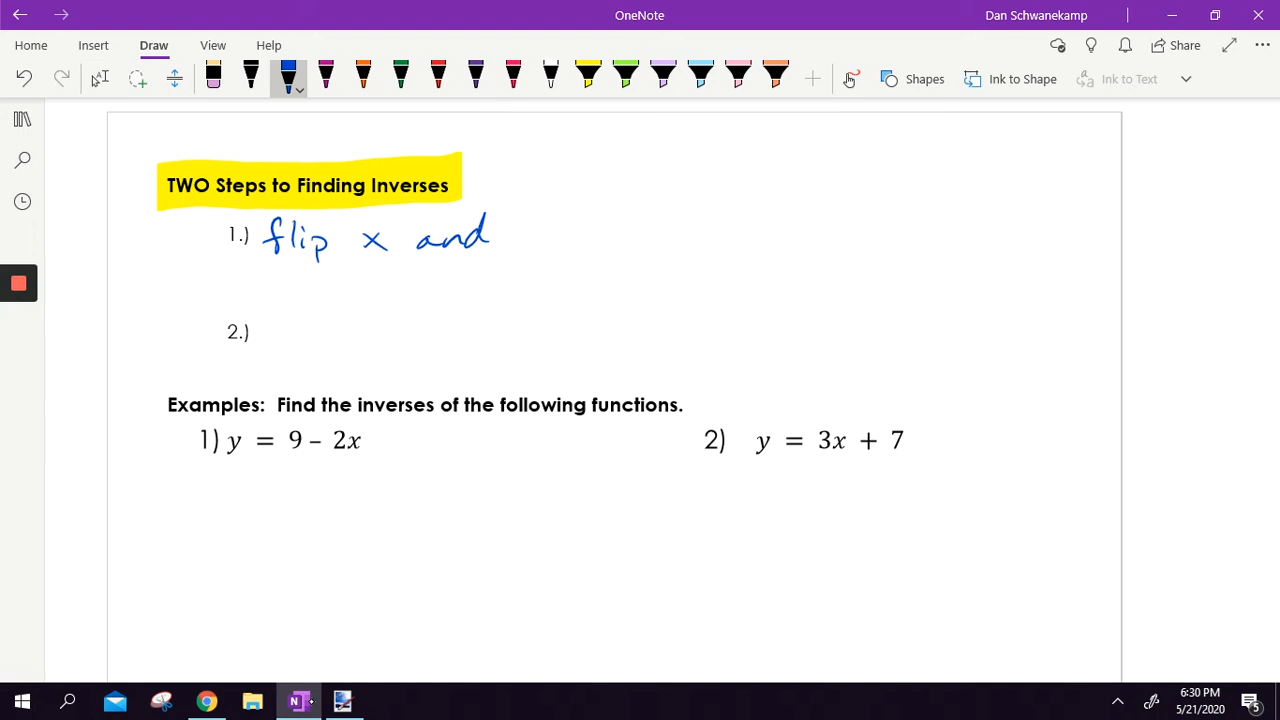 OneNote
Dan Schwanekamp
Home Insert Draw View Help
Share
Shapes Ink to Shape Ink to Text
TWO Steps to Finding Inverses
1.) flip x and
2.)
Examples: Find the inverses of the following functions.
1) y = 9 – 2x
2) y = 3x + 7
6:30 PM
5/21/2020
5